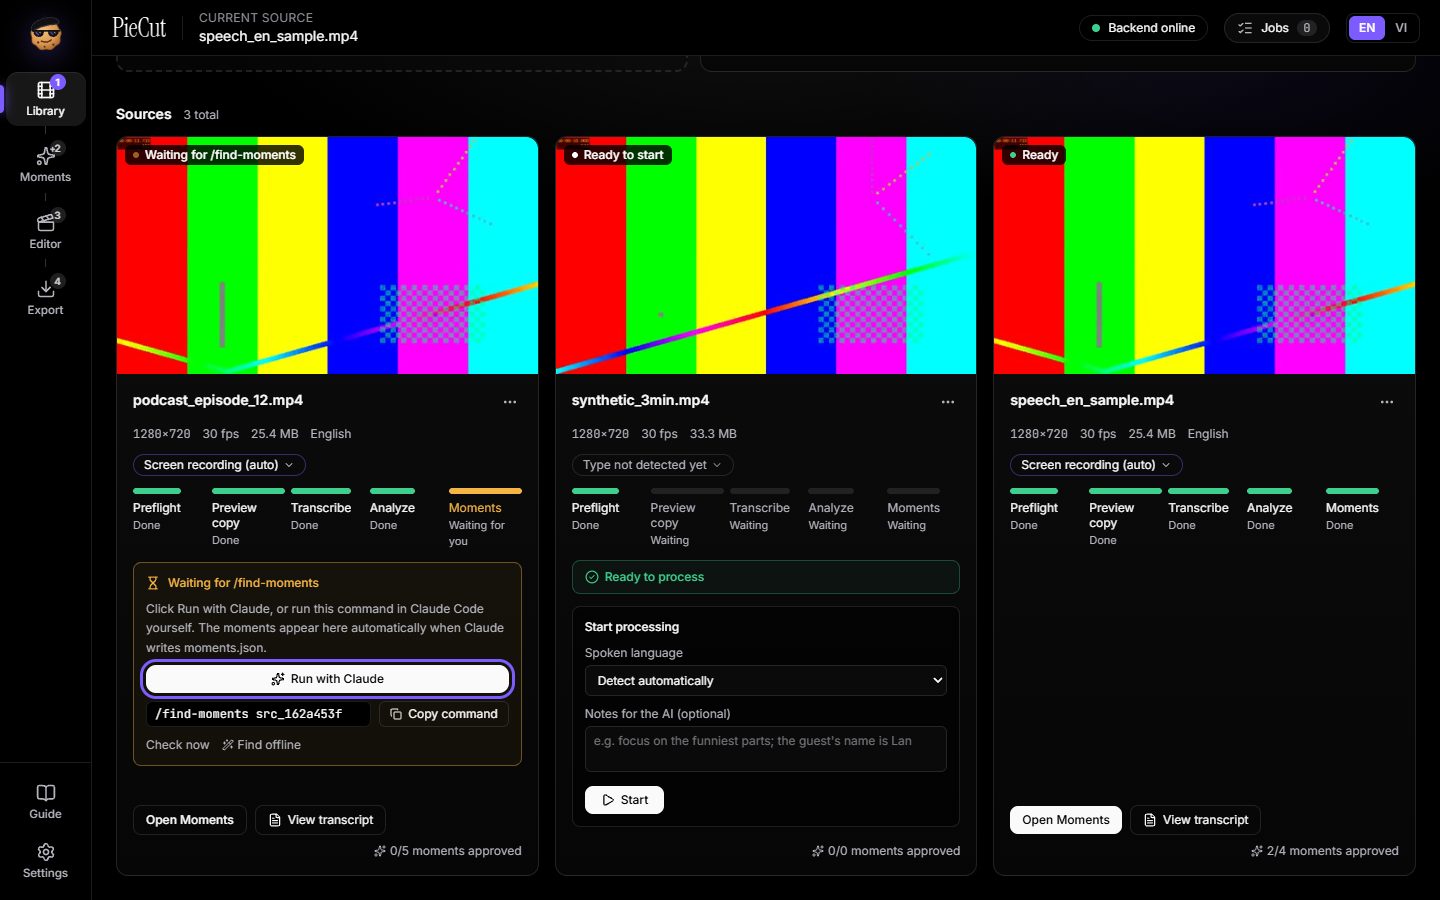 PieCut
CURRENT SOURCE
speech_en_sample.mp4
Backend online
Jobs 0
EN VI
1
Library
2
Moments
3
Editor
4
Export
Guide
Settings
Sources 3 total
Waiting for /find-moments
podcast_episode_12.mp4
1280×720 30 fps 25.4 MB English
Screen recording (auto)
Preflight
Done
Preview copy
Done
Transcribe
Done
Analyze
Done
Moments
Waiting for you
Waiting for /find-moments
Click Run with Claude, or run this command in Claude Code
yourself. The moments appear here automatically when Claude
writes moments.json.
Run with Claude
/find-moments src_162a453f
Copy command
Check now Find offline
Open Moments View transcript
0/5 moments approved
Ready to start
synthetic_3min.mp4
1280×720 30 fps 33.3 MB
Type not detected yet
Preflight
Done
Preview copy
Waiting
Transcribe
Waiting
Analyze
Waiting
Moments
Waiting
Ready to process
Start processing
Spoken language
Detect automatically
Notes for the AI (optional)
e.g. focus on the funniest parts; the guest's name is Lan
Start
0/0 moments approved
Ready
speech_en_sample.mp4
1280×720 30 fps 25.4 MB English
Screen recording (auto)
Preflight
Done
Preview copy
Done
Transcribe
Done
Analyze
Done
Moments
Done
Open Moments View transcript
2/4 moments approved